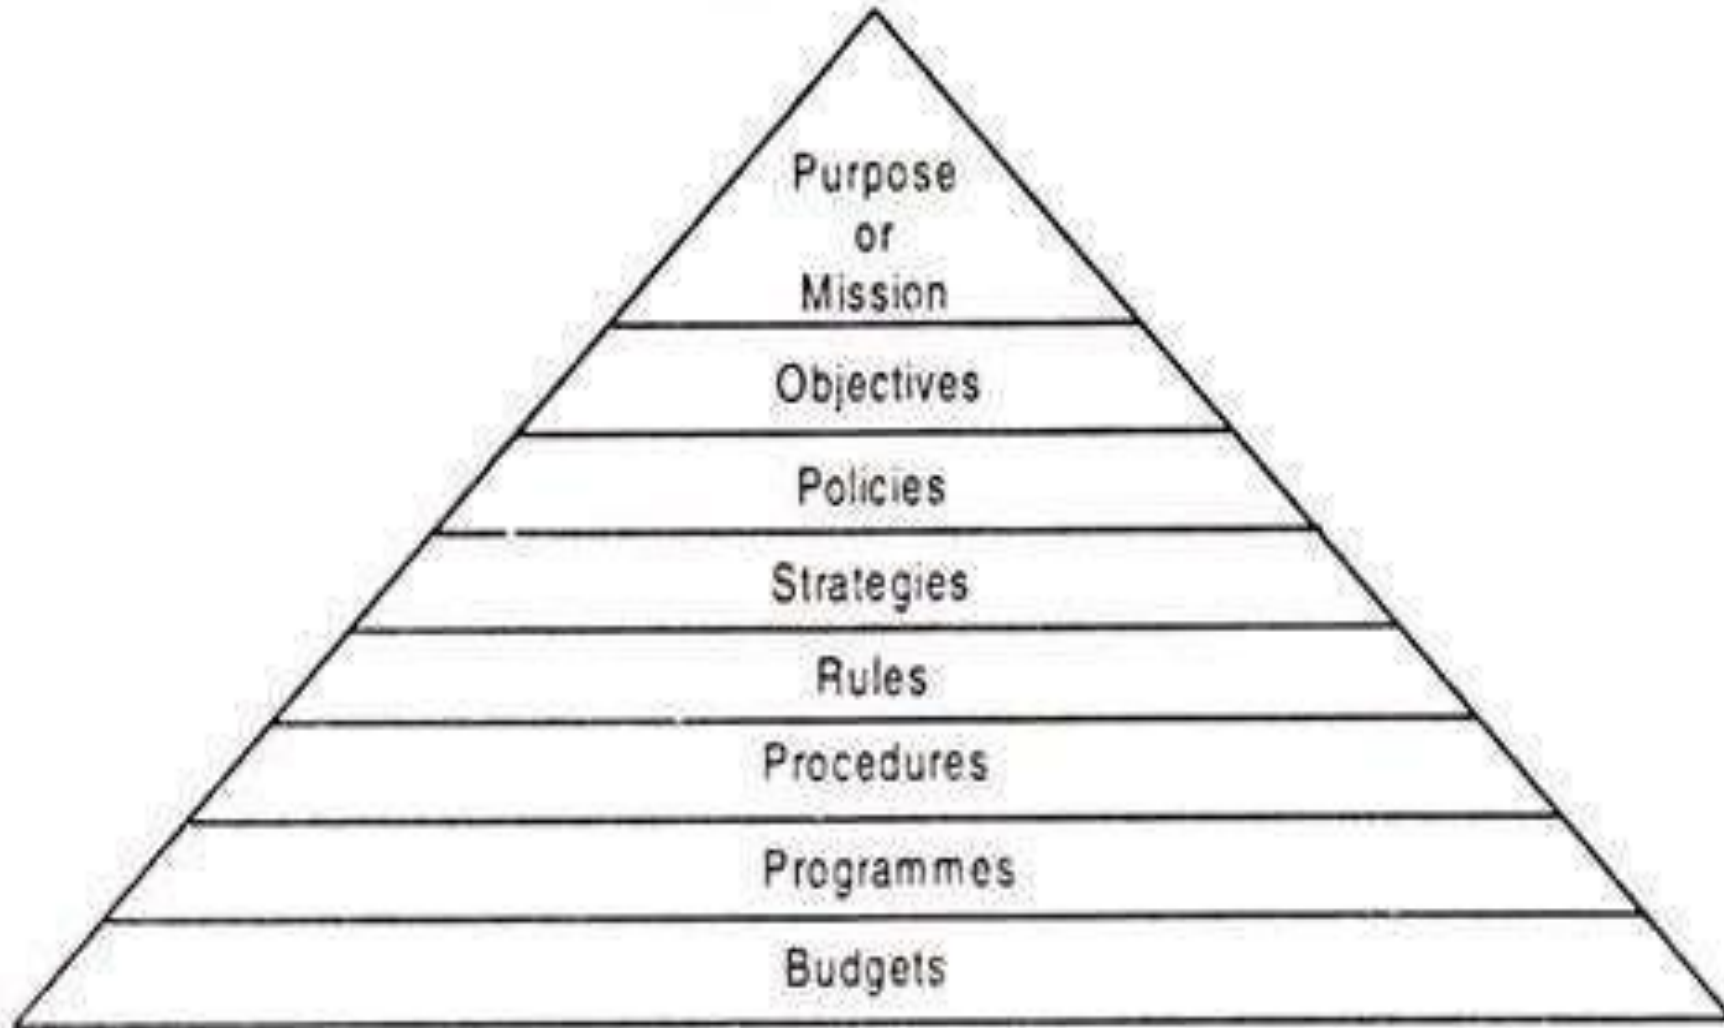 Purpose
or
Mission
Objectives
Policies
Strategies
Rules
Procedures
Programmes
Budgets